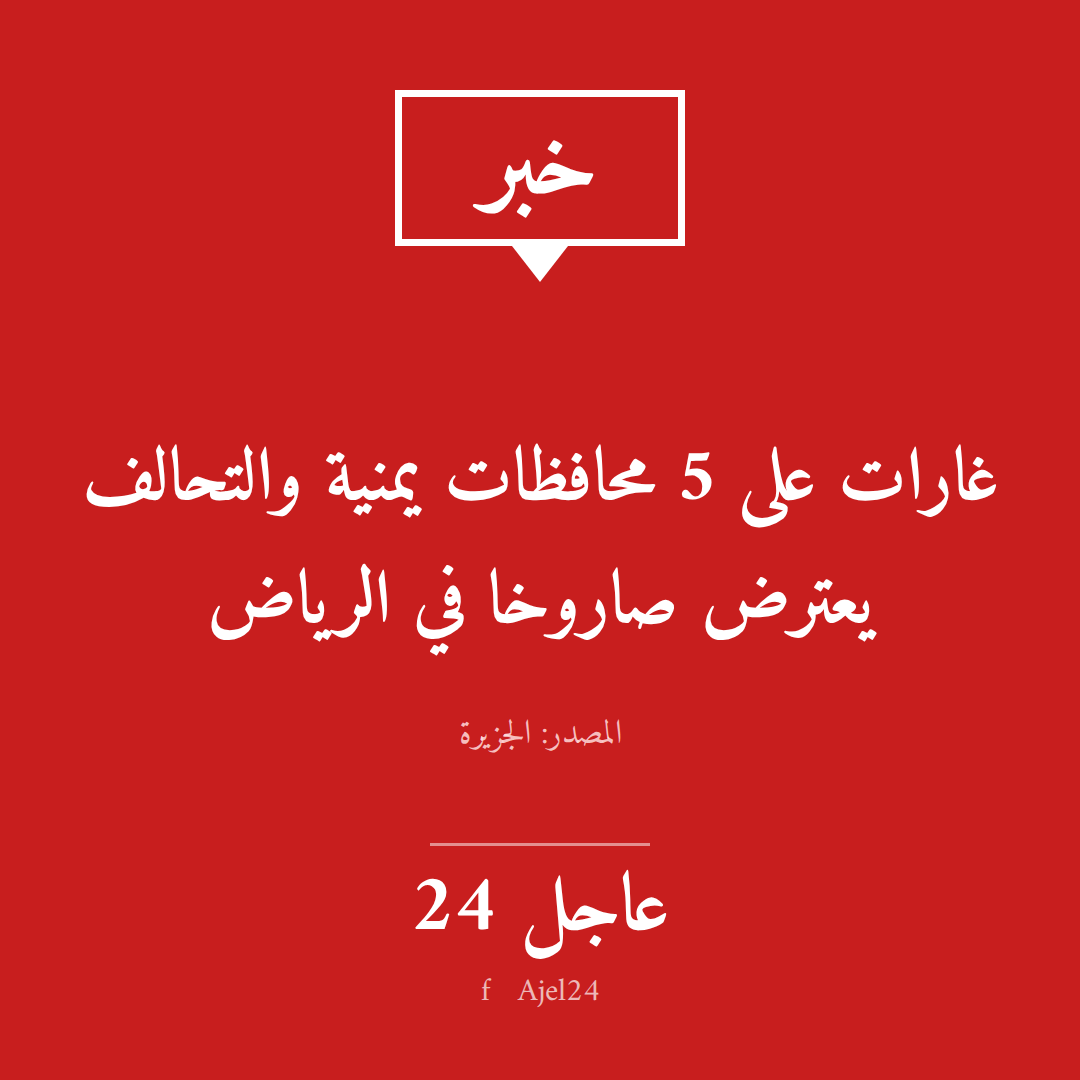 خبر
غارات على 5 محافظات يمنية والتحالف
يعترض صاروخا في الرياض
المصدر: الجزيرة
عاجل 24
f Ajel24